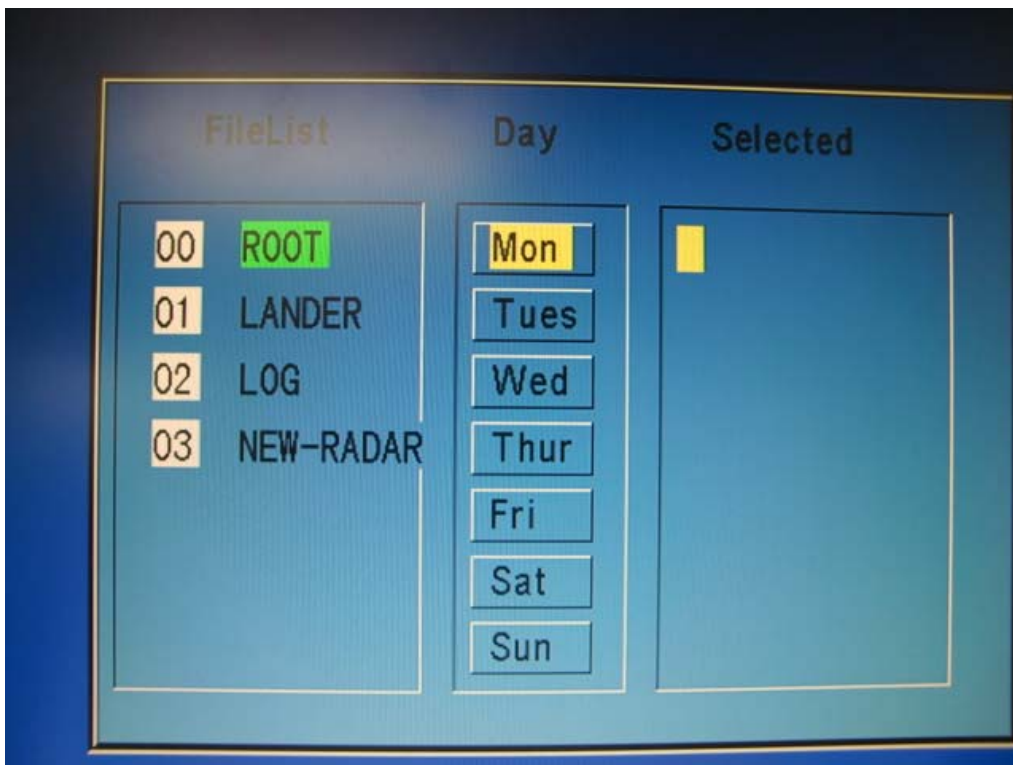 FileList Day Selected
00 ROOT Mon
01 LANDER Tues
02 LOG Wed
03 NEW-RADAR Thur
Fri
Sat
Sun